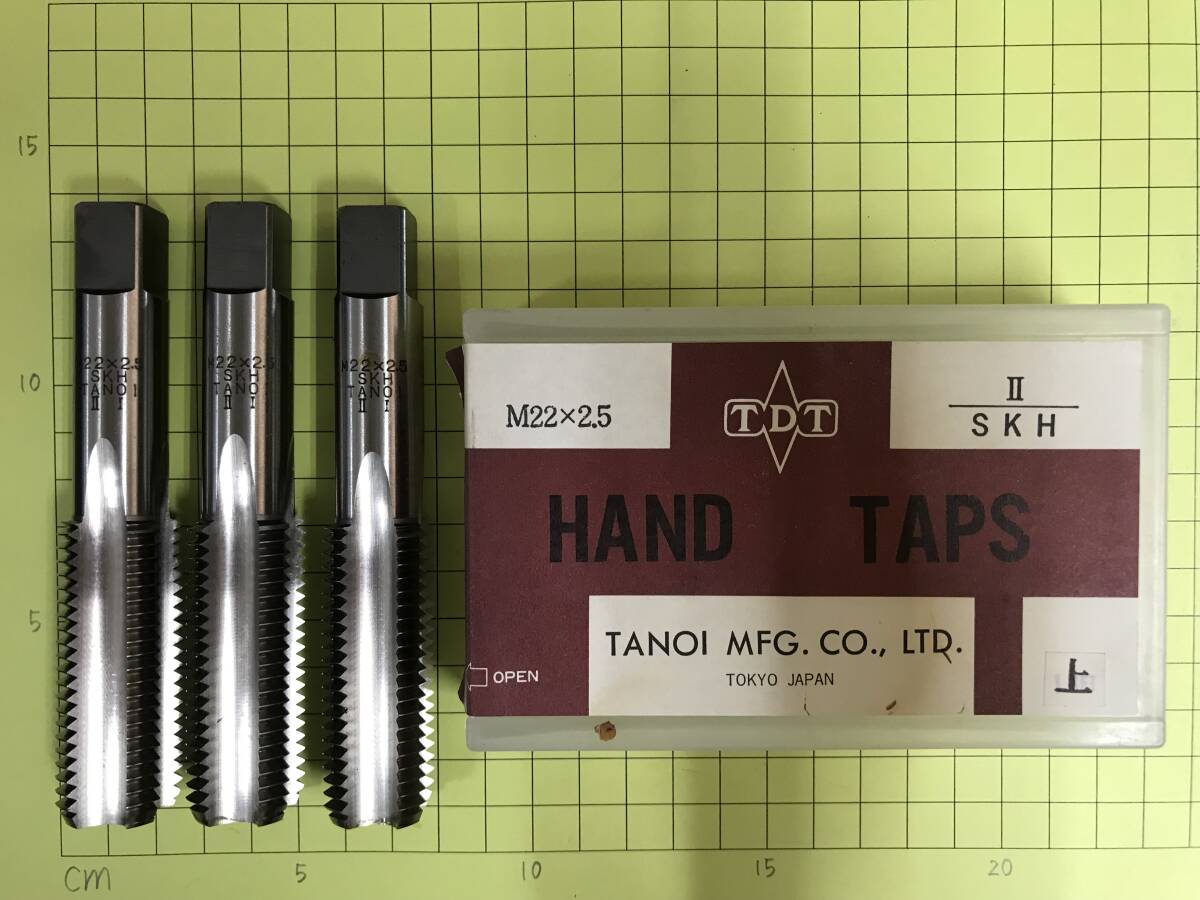 15
10
5
CM
5
10
15
20
22×2.5
SKH
TANOI
II
M22×2.5
SKH
TANOI
II
M22×2.5
SKH
TANOI
II
M22×2.5
TDT
II
SKH
HAND TAPS
TANOI MFG. CO., LTD.
TOKYO JAPAN
OPEN
上